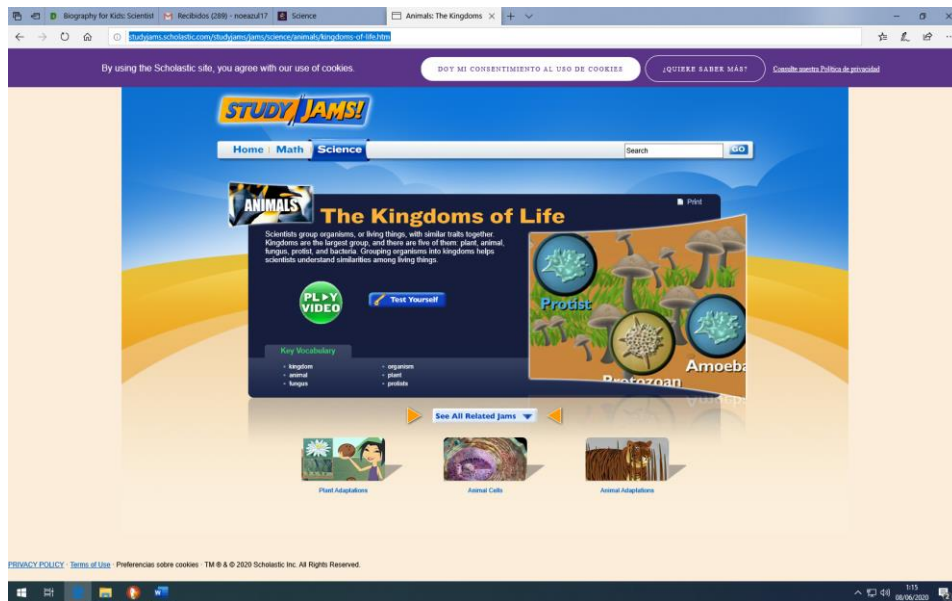 Biography for Kids: Scientist
Recibidos (289) - noeazul17
Science
Animals: The Kingdoms
studyjams.scholastic.com/studyjams/jams/science/animals/kingdoms-of-life.htm
By using the Scholastic site, you agree with our use of cookies.
DOY MI CONSENTIMIENTO AL USO DE COOKIES
¿QUIERE SABER MÁS?
Consulte nuestra Política de privacidad
STUDY JAMS!
Home Math Science
Search GO
ANIMALS
The Kingdoms of Life
Print
Scientists group organisms, or living things, with similar traits together.
Kingdoms are the largest group, and there are five of them: plant, animal,
fungus, protist, and bacteria. Grouping organisms into kingdoms helps
scientists understand similarities among living things.
PLAY
VIDEO
Test Yourself
Protist
Amoeba
Protozoan
Key Vocabulary
kingdom organism
animal plant
fungus protists
See All Related Jams
Plant Adaptations Animal Cells Animal Adaptations
PRIVACY POLICY · Terms of Use · Preferencias sobre cookies · TM ® & © 2020 Scholastic Inc. All Rights Reserved.
1:15
08/06/2020